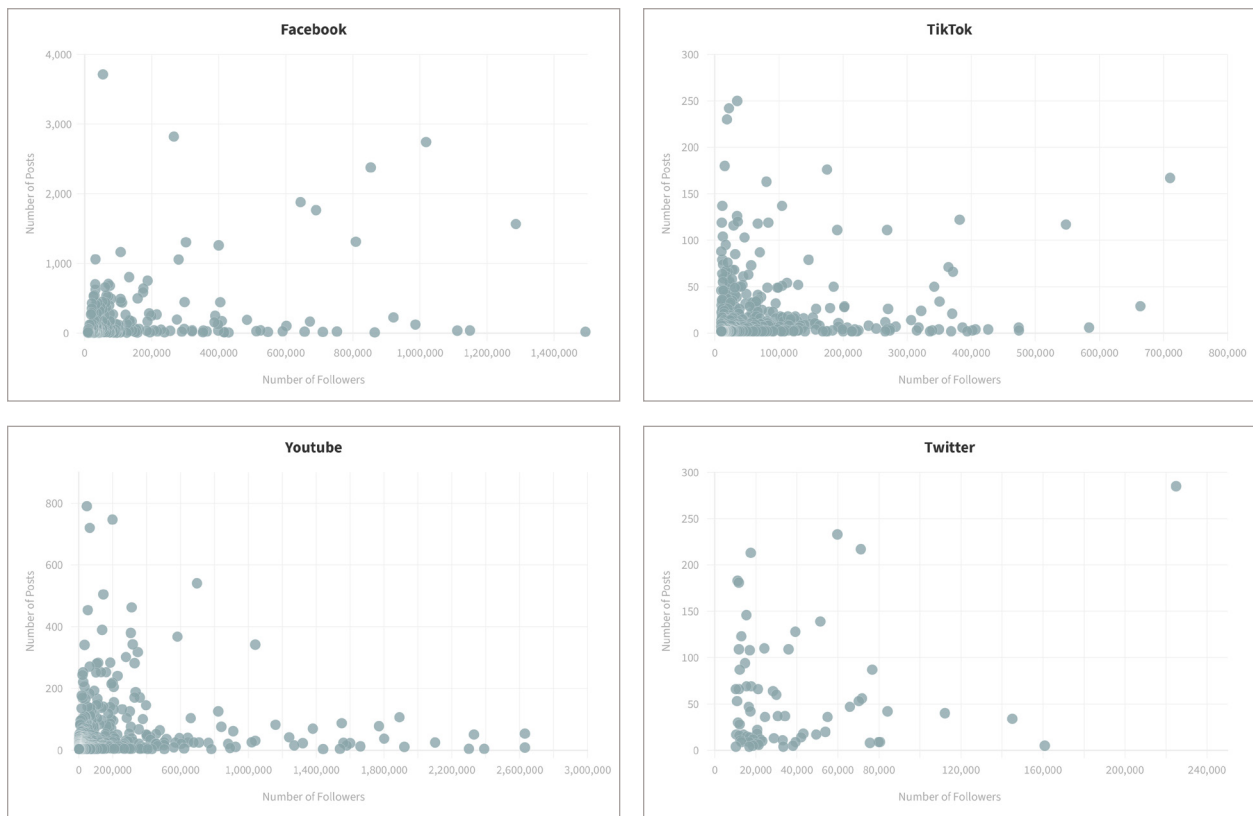 Facebook
4,000
3,000
2,000
1,000
0
Number of Posts
0 200,000 400,000 600,000 800,000 1,000,000 1,200,000 1,400,000
Number of Followers
TikTok
300
250
200
150
100
50
0
Number of Posts
0 100,000 200,000 300,000 400,000 500,000 600,000 700,000 800,000
Number of Followers
Youtube
800
600
400
200
0
Number of Posts
0 200,000 600,000 1,000,000 1,400,000 1,800,000 2,200,000 2,600,000 3,000,000
Number of Followers
Twitter
300
250
200
150
100
50
0
Number of Posts
0 20,000 40,000 60,000 80,000 120,000 160,000 200,000 240,000
Number of Followers